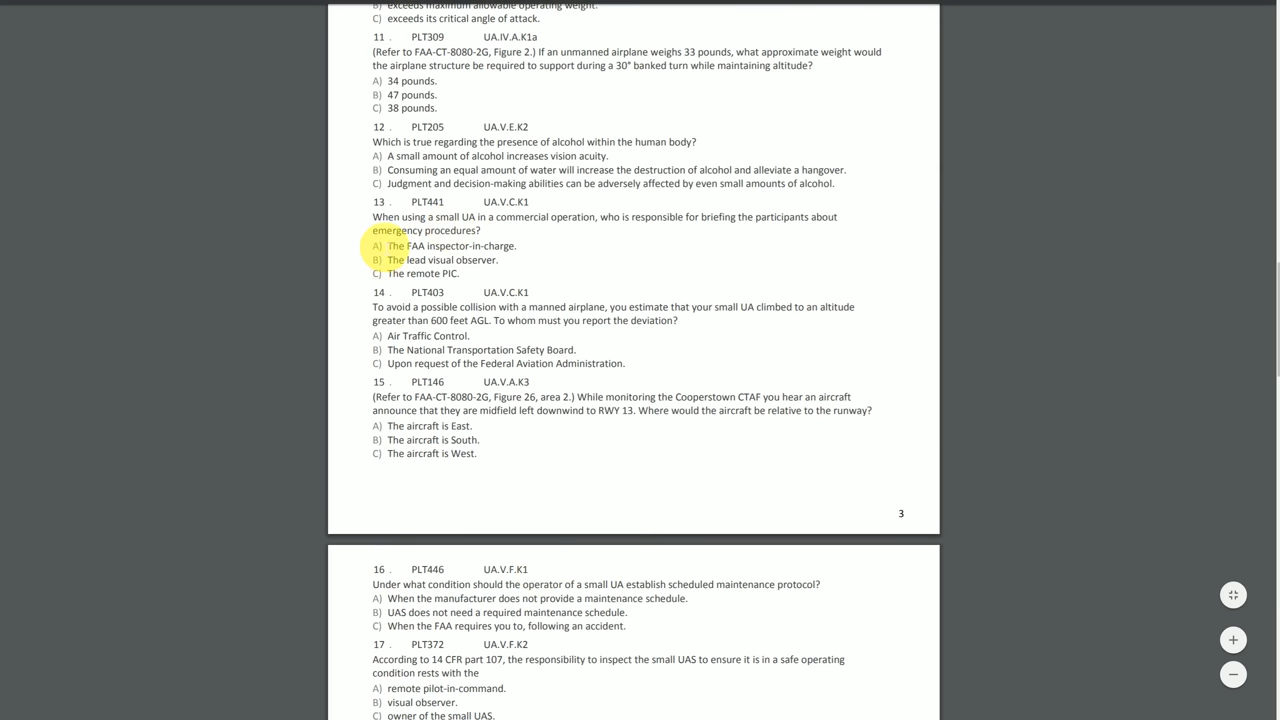 B) exceeds maximum allowable operating weight.
C) exceeds its critical angle of attack.
11 . PLT309 UA.IV.A.K1a
(Refer to FAA-CT-8080-2G, Figure 2.) If an unmanned airplane weighs 33 pounds, what approximate weight would
the airplane structure be required to support during a 30° banked turn while maintaining altitude?
A) 34 pounds.
B) 47 pounds.
C) 38 pounds.
12 . PLT205 UA.V.E.K2
Which is true regarding the presence of alcohol within the human body?
A) A small amount of alcohol increases vision acuity.
B) Consuming an equal amount of water will increase the destruction of alcohol and alleviate a hangover.
C) Judgment and decision-making abilities can be adversely affected by even small amounts of alcohol.
13 . PLT441 UA.V.C.K1
When using a small UA in a commercial operation, who is responsible for briefing the participants about
emergency procedures?
A) The FAA inspector-in-charge.
B) The lead visual observer.
C) The remote PIC.
14 . PLT403 UA.V.C.K1
To avoid a possible collision with a manned airplane, you estimate that your small UA climbed to an altitude
greater than 600 feet AGL. To whom must you report the deviation?
A) Air Traffic Control.
B) The National Transportation Safety Board.
C) Upon request of the Federal Aviation Administration.
15 . PLT146 UA.V.A.K3
(Refer to FAA-CT-8080-2G, Figure 26, area 2.) While monitoring the Cooperstown CTAF you hear an aircraft
announce that they are midfield left downwind to RWY 13. Where would the aircraft be relative to the runway?
A) The aircraft is East.
B) The aircraft is South.
C) The aircraft is West.
3
16 . PLT446 UA.V.F.K1
Under what condition should the operator of a small UA establish scheduled maintenance protocol?
A) When the manufacturer does not provide a maintenance schedule.
B) UAS does not need a required maintenance schedule.
C) When the FAA requires you to, following an accident.
17 . PLT372 UA.V.F.K2
According to 14 CFR part 107, the responsibility to inspect the small UAS to ensure it is in a safe operating
condition rests with the
A) remote pilot-in-command.
B) visual observer.
C) owner of the small UAS.